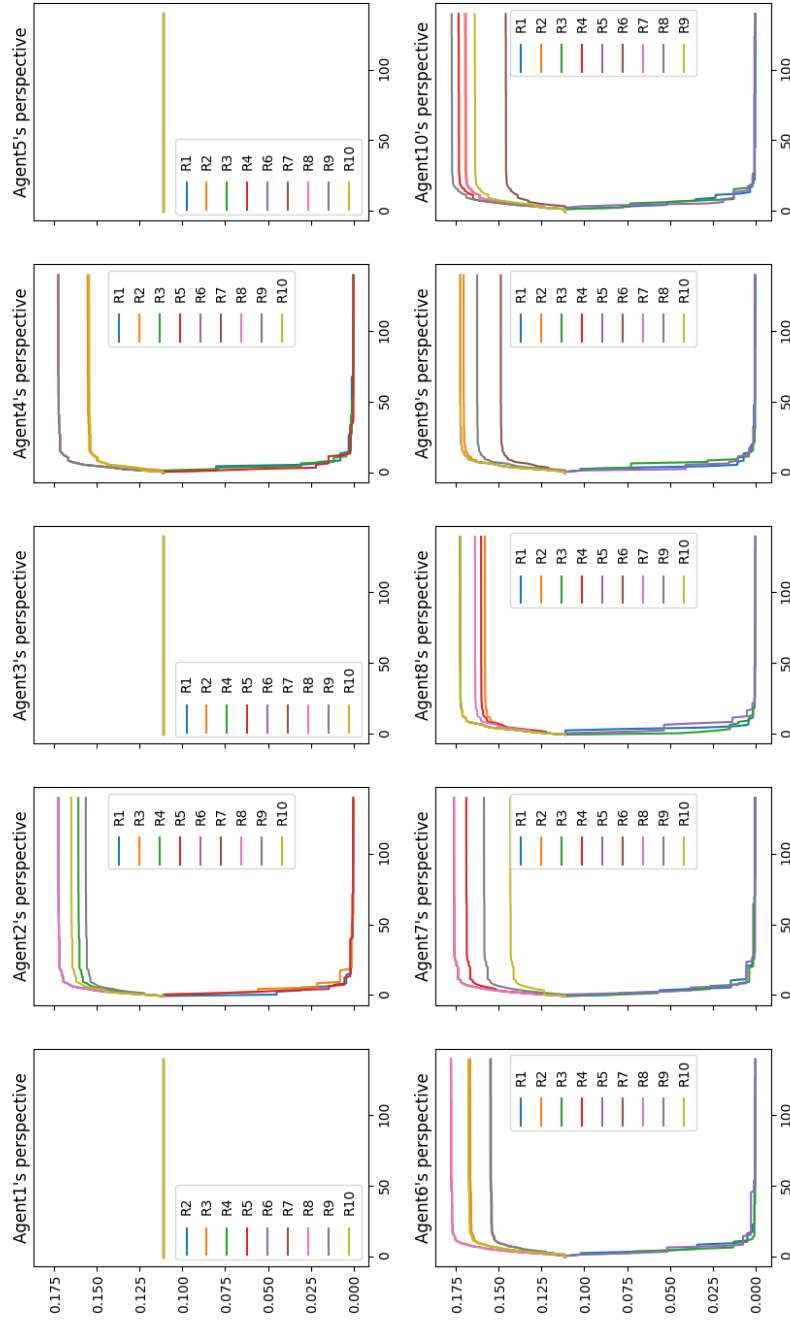 Agent1's perspective
0.175
0.150
0.125
0.100
0.075
0.050
0.025
0.000
R2
R3
R4
R5
R6
R7
R8
R9
R10
0 50 100
Agent2's perspective
R1
R3
R4
R5
R6
R7
R8
R9
R10
0 50 100
Agent3's perspective
R1
R2
R4
R5
R6
R7
R8
R9
R10
0 50 100
Agent4's perspective
R1
R2
R3
R5
R6
R7
R8
R9
R10
0 50 100
Agent5's perspective
R1
R2
R3
R4
R6
R7
R8
R9
R10
0 50 100
Agent6's perspective
0.175
0.150
0.125
0.100
0.075
0.050
0.025
0.000
R1
R2
R3
R4
R5
R7
R8
R9
R10
0 50 100
Agent7's perspective
R1
R2
R3
R4
R5
R6
R8
R9
R10
0 50 100
Agent8's perspective
R1
R2
R3
R4
R5
R6
R7
R9
R10
0 50 100
Agent9's perspective
R1
R2
R3
R4
R5
R6
R7
R8
R10
0 50 100
Agent10's perspective
R1
R2
R3
R4
R5
R6
R7
R8
R9
0 50 100